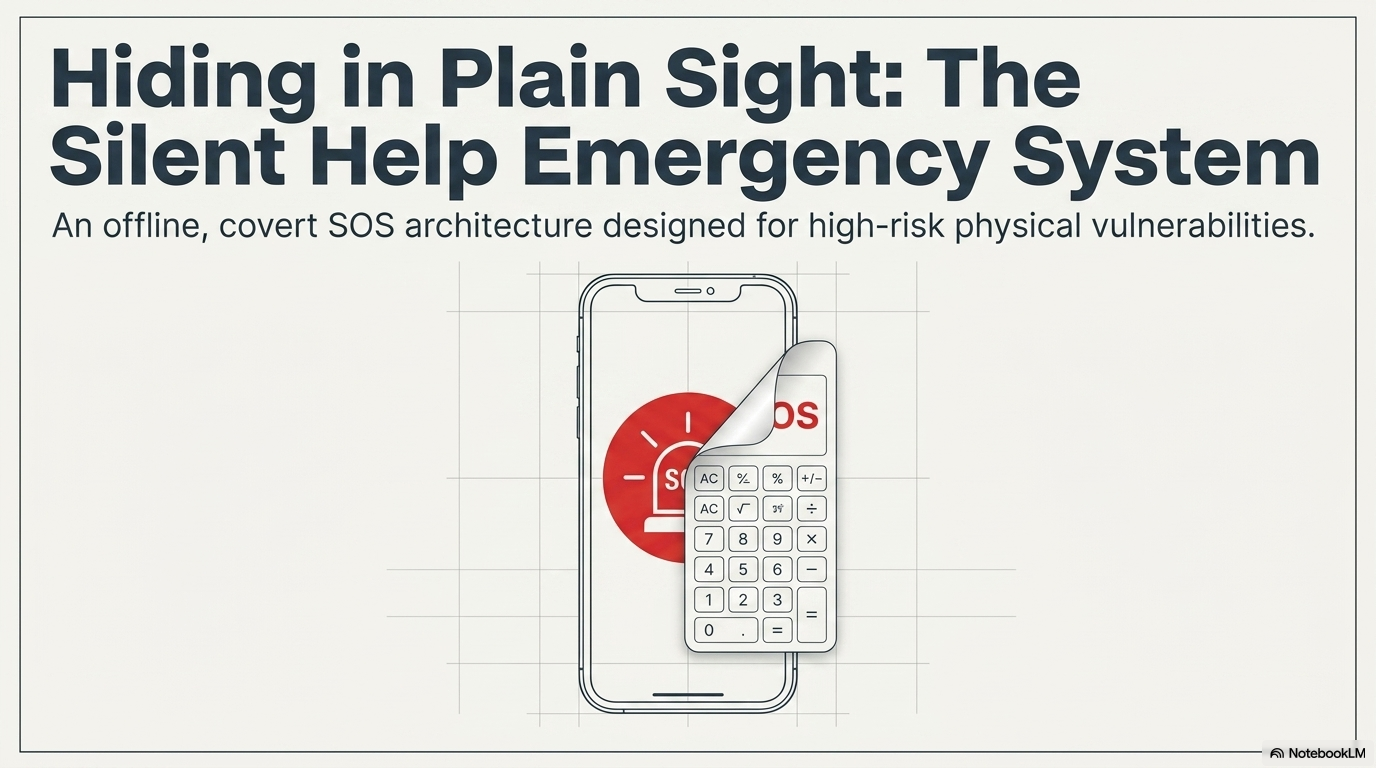 Hiding in Plain Sight: The
Silent Help Emergency System
An offline, covert SOS architecture designed for high-risk physical vulnerabilities.
OS
SO
AC % +/−
AC √ ÷
7 8 9 ×
4 5 6 −
1 2 3 =
0 . =
NotebookLM